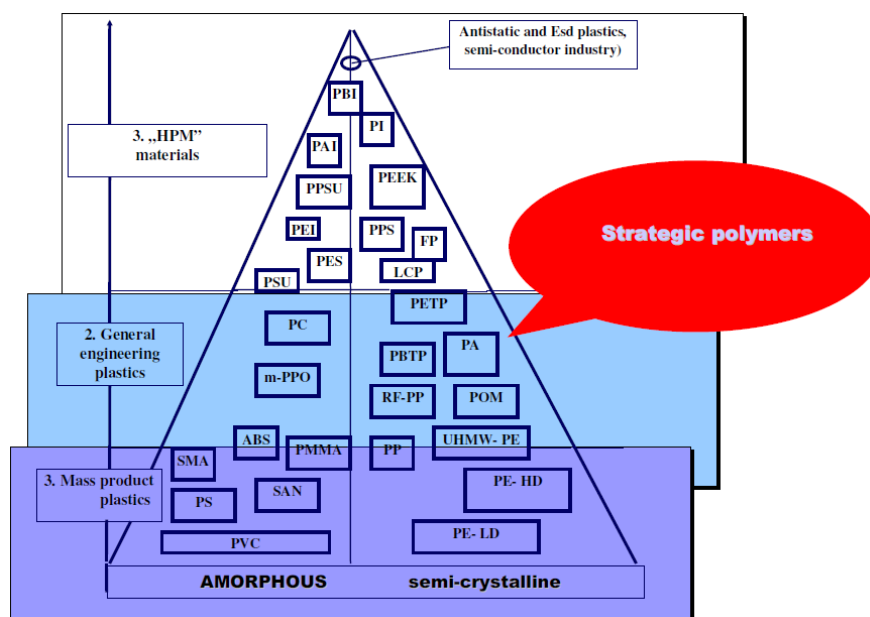 Antistatic and Esd plastics,
semi-conductor industry)
PBI
PI
3. „HPM”
materials
PAI
PPSU
PEEK
PEI
PPS
FP
PES
LCP
PSU
Strategic polymers
PETP
2. General
engineering
plastics
PC
PBTP
PA
m-PPO
RF-PP
POM
ABS
PMMA
PP
UHMW- PE
3. Mass product
plastics
SMA
PS
SAN
PE- HD
PVC
PE- LD
AMORPHOUS
semi-crystalline